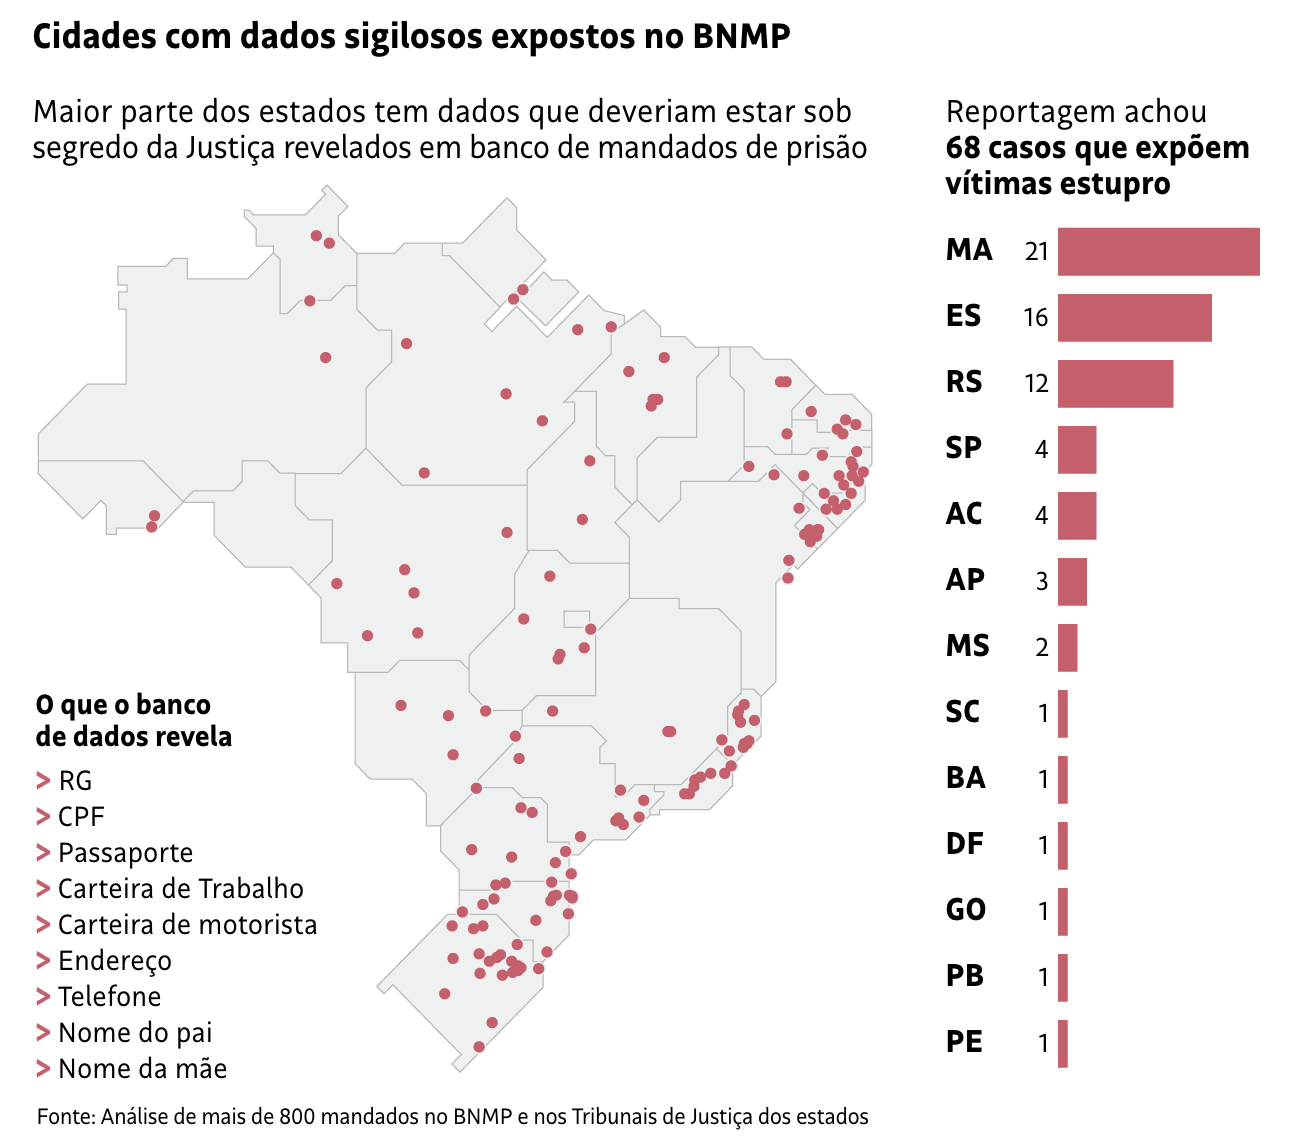 Cidades com dados sigilosos expostos no BNMP
Maior parte dos estados tem dados que deveriam estar sob
segredo da Justiça revelados em banco de mandados de prisão
O que o banco
de dados revela
> RG
> CPF
> Passaporte
> Carteira de Trabalho
> Carteira de motorista
> Endereço
> Telefone
> Nome do pai
> Nome da mãe
Reportagem achou
68 casos que expõem
vítimas estupro
MA 21
ES 16
RS 12
SP 4
AC 4
AP 3
MS 2
SC 1
BA 1
DF 1
GO 1
PB 1
PE 1
Fonte: Análise de mais de 800 mandados no BNMP e nos Tribunais de Justiça dos estados